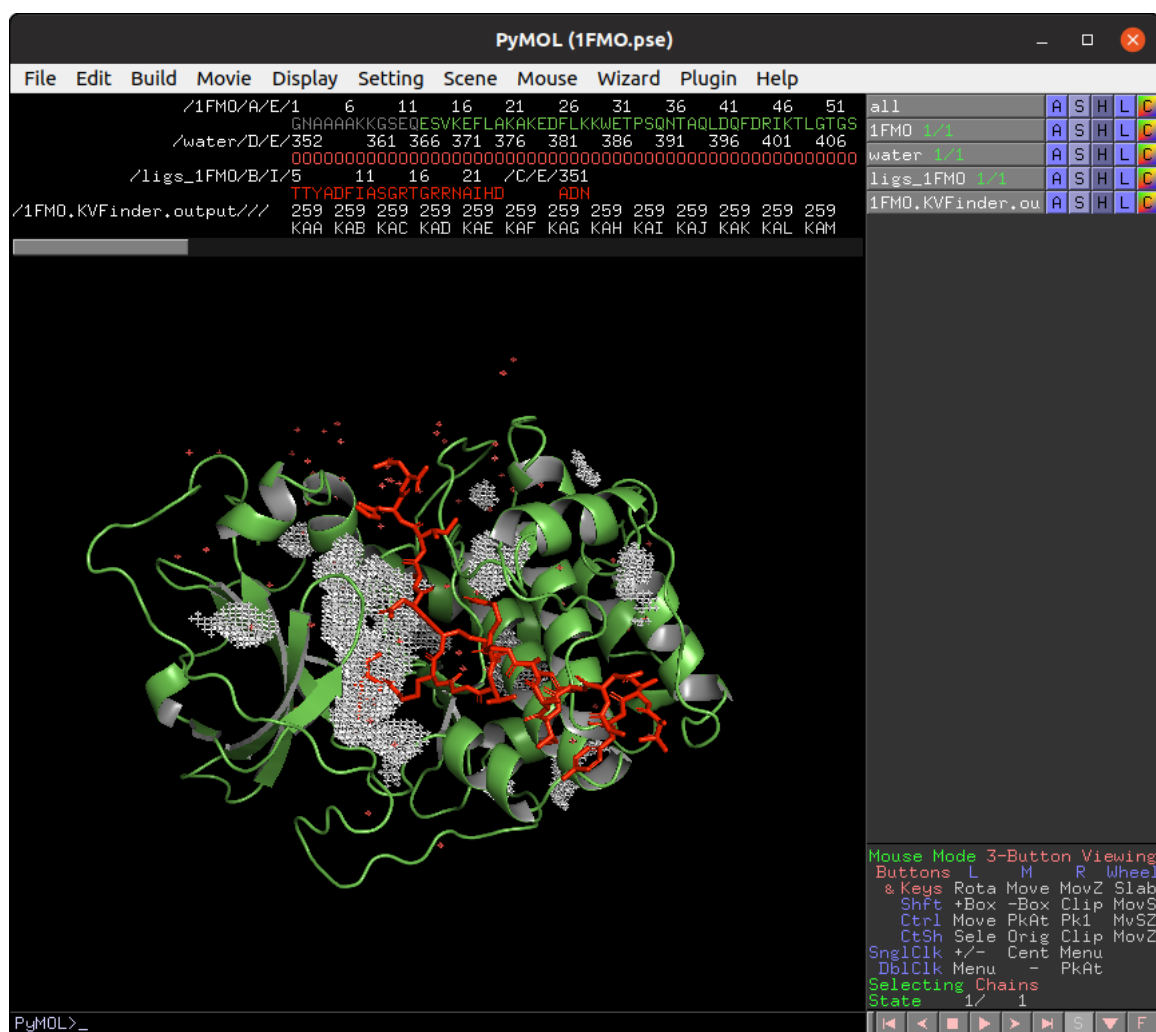 PyMOL (1FMO.pse)
File Edit Build Movie Display Setting Scene Mouse Wizard Plugin Help
/1FMO/A/E/1 6 11 16 21 26 31 36 41 46 51
GNAAAAKKGSEQESVKEFLAKAKEDFLKKWETPSQNTAQLDQFDRIKTLGTGS
/water/D/E/352 361 366 371 376 381 386 391 396 401 406
OOOOOOOOOOOOOOOOOOOOOOOOOOOOOOOOOOOOOOOOOOOOOOOOOOOOO
/ligs_1FMO/B/I/5 11 16 21 /C/E/351
TTYADFIASGRTGRRNAIHD ADN
/1FMO.KVFinder.output/// 259 259 259 259 259 259 259 259 259 259 259 259 259
KAA KAB KAC KAD KAE KAF KAG KAH KAI KAJ KAK KAL KAM
all A S H L C
1FMO 1/1 A S H L C
water 1/1 A S H L C
ligs_1FMO 1/1 A S H L C
1FMO.KVFinder.ou A S H L C
Mouse Mode 3-Button Viewing
Buttons L M R Wheel
& Keys Rota Move MovZ Slab
Shft +Box -Box Clip MovS
Ctrl Move PkAt Pk1 MvSZ
CtSh Sele Orig Clip MovZ
SnglClk +/- Cent Menu
DblClk Menu - PkAt
Selecting Chains
State 1/ 1
S F
PyMOL>_